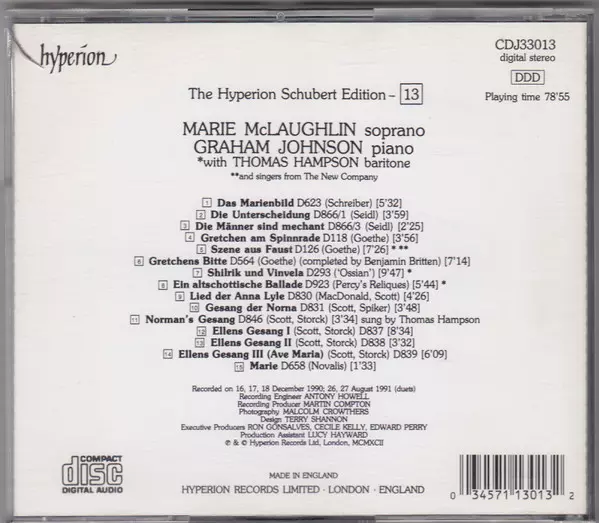 hyperion
CDJ33013
digital stereo
DDD
Playing time 78'55
The Hyperion Schubert Edition – 13
MARIE McLAUGHLIN soprano
GRAHAM JOHNSON piano
*with THOMAS HAMPSON baritone
**and singers from The New Company
1 Das Marienbild D623 (Schreiber) [5'32]
2 Die Unterscheidung D866/1 (Seidl) [3'59]
3 Die Männer sind mechant D866/3 (Seidl) [2'25]
4 Gretchen am Spinnrade D118 (Goethe) [3'56]
5 Szene aus Faust D126 (Goethe) [7'26] * **
6 Gretchens Bitte D564 (Goethe) (completed by Benjamin Britten) [7'14]
7 Shilrik und Vinvela D293 ('Ossian') [9'47] *
8 Ein altschottische Ballade D923 (Percy's Reliques) [5'44] *
9 Lied der Anna Lyle D830 (MacDonald, Scott) [4'26]
10 Gesang der Norna D831 (Scott, Spiker) [3'48]
11 Norman's Gesang D846 (Scott, Storck) [3'34] sung by Thomas Hampson
12 Ellens Gesang I (Scott, Storck) D837 [8'34]
13 Ellens Gesang II (Scott, Storck) D838 [3'32]
14 Ellens Gesang III (Ave Maria) (Scott, Storck) D839 [6'09]
15 Marie D658 (Novalis) [1'33]
Recorded on 16, 17, 18 December 1990; 26, 27 August 1991 (duets)
Recording Engineer ANTONY HOWELL
Recording Producer MARTIN COMPTON
Photography MALCOLM CROWTHERS
Design TERRY SHANNON
Executive Producers RON GONSALVES, CECILE KELLY, EDWARD PERRY
Production Assistant LUCY HAYWARD
℗ & © Hyperion Records Ltd, London, MCMXCII
COMPACT
disc
DIGITAL AUDIO
MADE IN ENGLAND
HYPERION RECORDS LIMITED · LONDON · ENGLAND
0 34571 13013 2